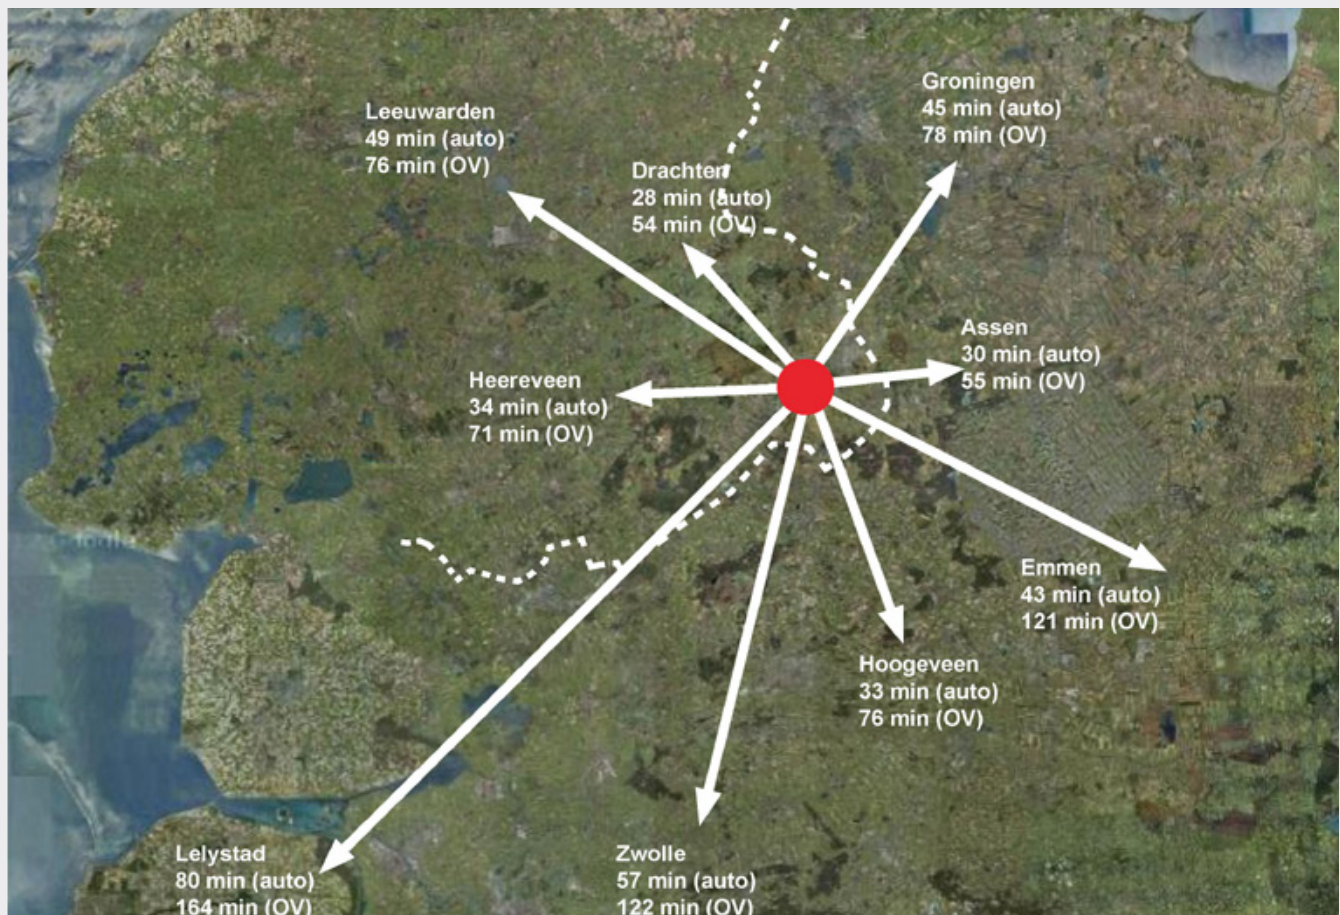 Groningen
45 min (auto)
78 min (OV)
Leeuwarden
49 min (auto)
76 min (OV)
Drachten
28 min (auto)
54 min (OV)
Assen
30 min (auto)
55 min (OV)
Heereveen
34 min (auto)
71 min (OV)
Emmen
43 min (auto)
121 min (OV)
Hoogeveen
33 min (auto)
76 min (OV)
Lelystad
80 min (auto)
164 min (OV)
Zwolle
57 min (auto)
122 min (OV)